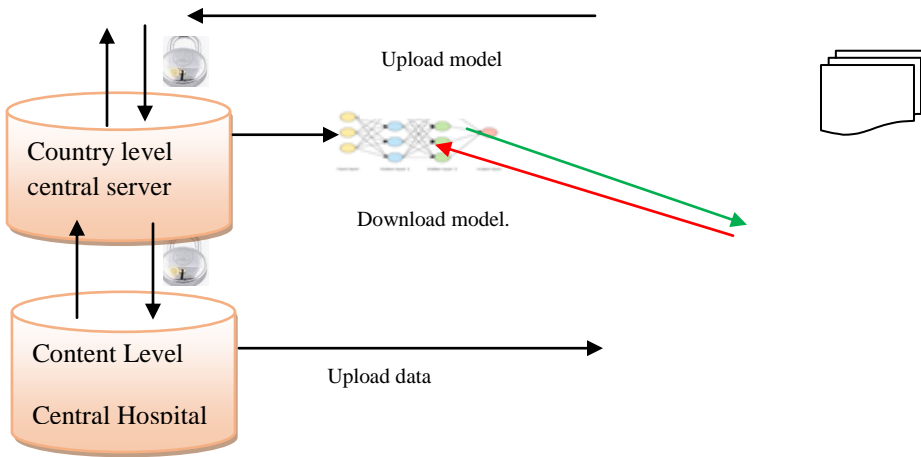 Upload model
Country level
central server
Download model.
Content Level
Upload data
Central Hospital